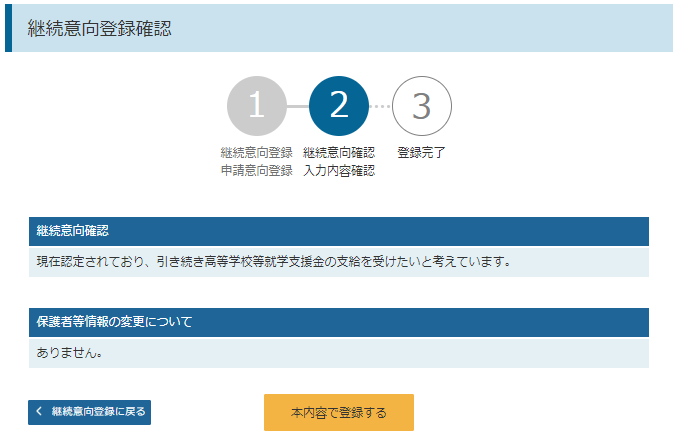 継続意向登録確認
1
2
3
継続意向登録
申請意向登録
継続意向確認
入力内容確認
登録完了
継続意向確認
現在認定されており、引き続き高等学校等就学支援金の支給を受けたいと考えています。
保護者等情報の変更について
ありません。
継続意向登録に戻る
本内容で登録する